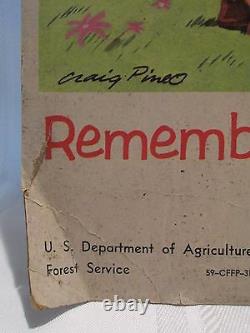 Craig Pineo
Rememb
U. S. Department of Agriculture
Forest Service 59-CFFP-3